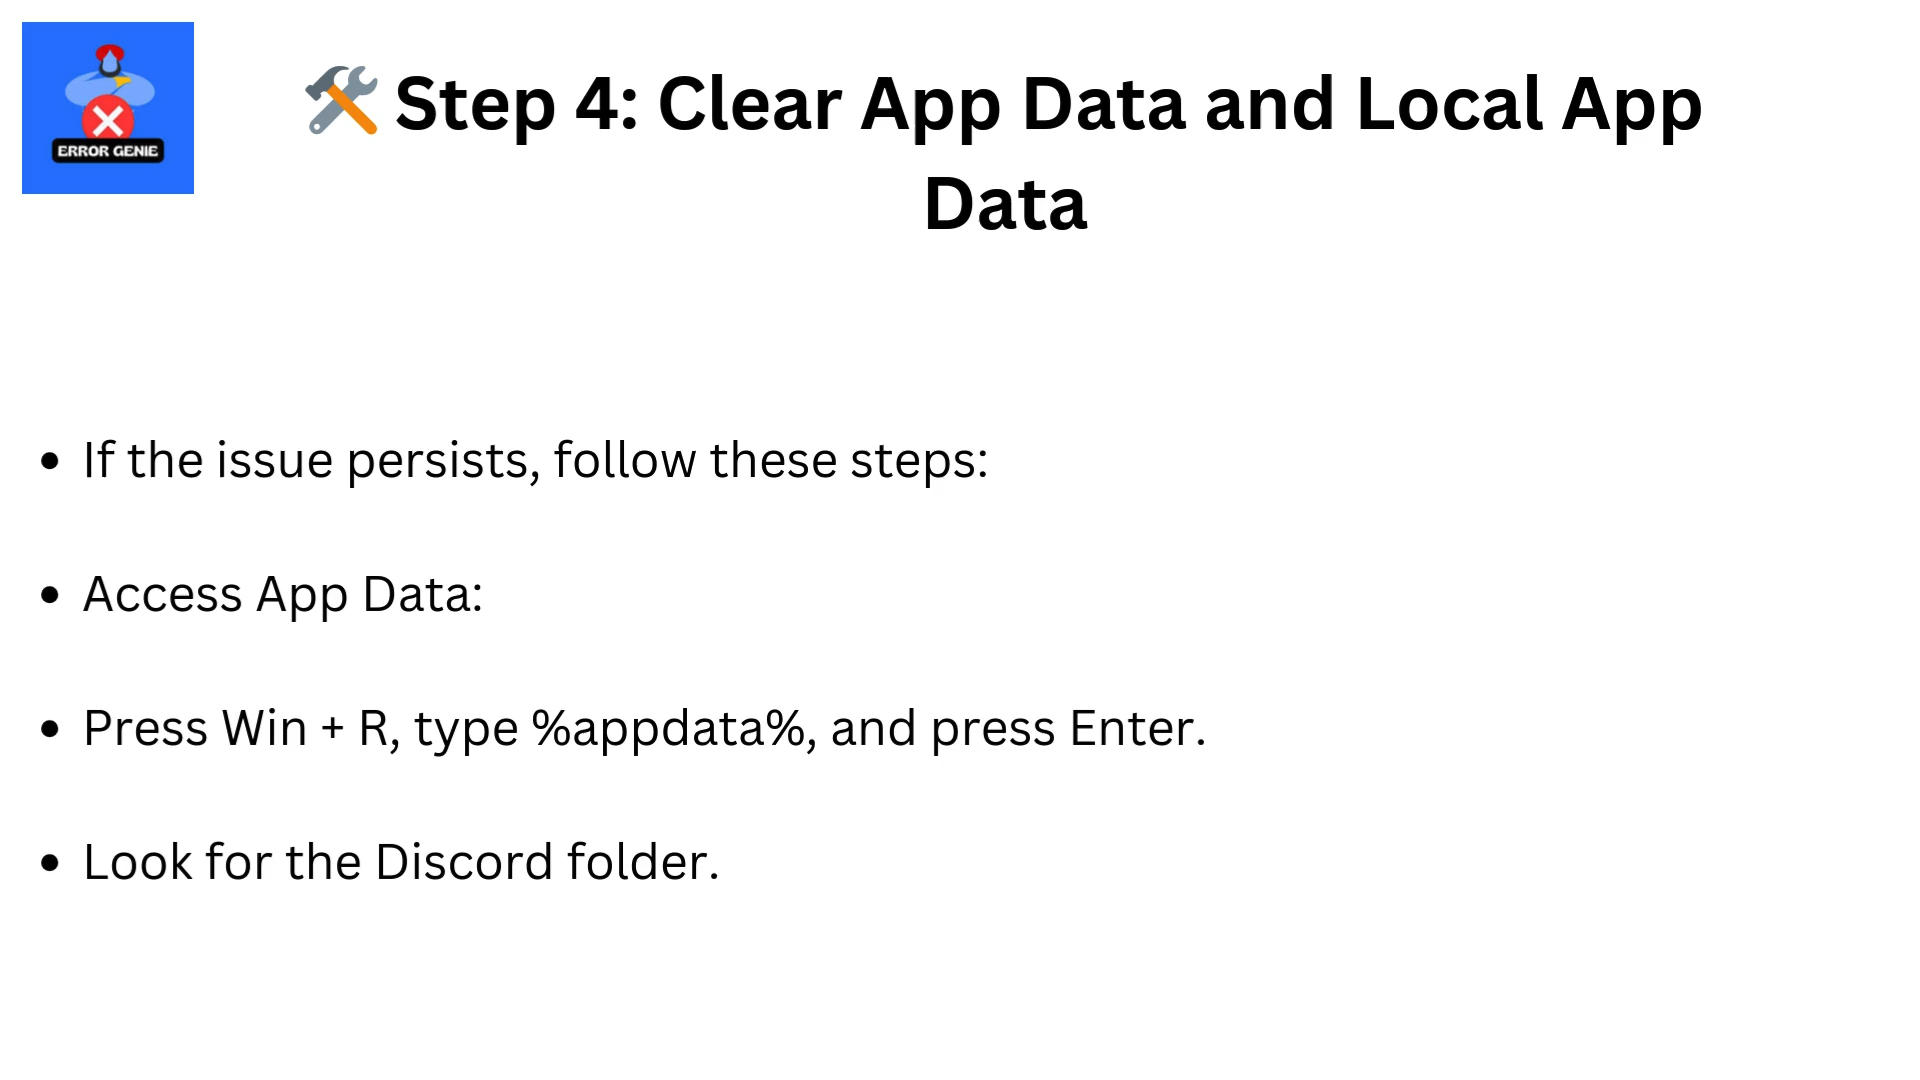 ERROR GENIE
🛠 Step 4: Clear App Data and Local App
Data
• If the issue persists, follow these steps:
• Access App Data:
• Press Win + R, type %appdata%, and press Enter.
• Look for the Discord folder.